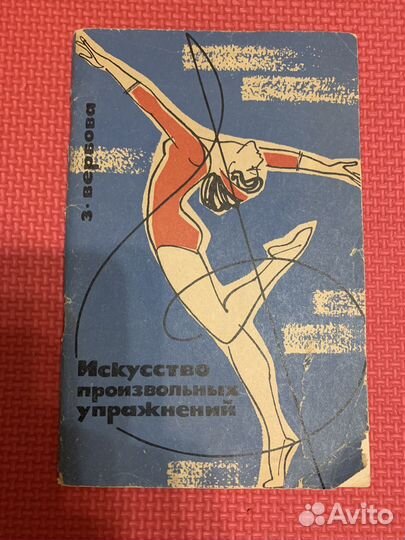 З. Вербова
Искусство
произвольных
упражнений
Avito